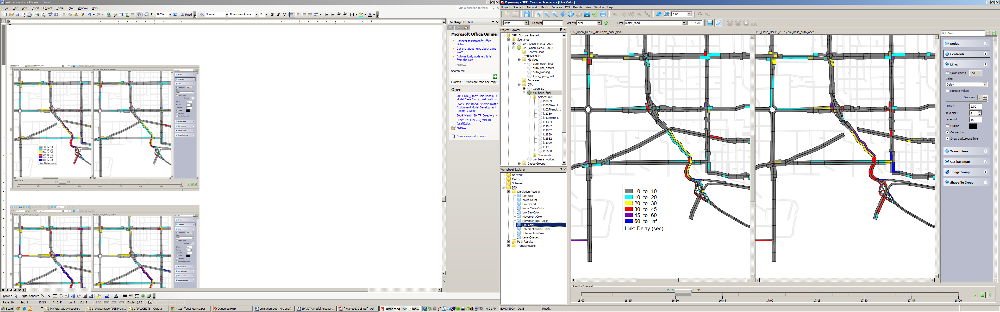 animation.doc - Microsoft Word
File Edit View Insert Format Tools Table Window Help
Type a question for help
290% Read Normal Times New Roman 12 B I U
Getting Started
Microsoft Office Online
Connect to Microsoft Office Online
Get the latest news about using Word
Automatically update this list from the web
More...
Search for:
Example: "Print more than one copy"
Open
2014 TAC_Stony Plain Road DTA
Model Case Study_final draft.doc
Stony Plain Road Dynamic Traffic
Assignment Model Development
Report_v2.doc
2014_March_20_TP_Directors_M
GDSC - 2014 Spring MINUTES
(draft).doc
More...
Create a new document...
0 to 10
10 to 20
20 to 30
30 to 45
45 to 60
60 to inf
Link: Delay (sec)
Draw AutoShapes
Page 10 Sec 1 10/13 At 2.9" Ln 3 Col 2 REC TRK EXT OVR English (U.S
Dynameq - SPR_Closure_Scenario - [Link Color]
Project Scenario Network Matrix Subarea DTA Results View Window Help
0.00
Links Search: Sort by: level Filter: major_road 1700
Project Explorer
SPR_Closure_Scenario
Scenarios
SPR_Close_Mar11_2014
SPR_Open_Dec30_2013
Control Plans
ExistingPM
Matrices
auto_open_final
auto_spr_closure
auto_working
truck_open_final
Subareas
DTA
Open_LDT
pm_base_final
Select Links
l10069
l10069and1...
l10278andl1...
l11350
l11350and1...
l11354
l11692
l11832
l11860
l11862
l11909
l11961
l12598
Traversals
pm_base_working
Image Groups
Worksheet Explorer
Network
Matrix
Subarea
DTA
Simulation Results
Link Vols
flows-count
Link-Speed
Node Circle-Color
Link Bar-Color
Movement Color
Movement Bar-Color
Link Color
Intersection Bar-Color
Intersection Color
Lane Queues
Path Results
Transit Results
SPR_Open_Dec30_2013 / pm_base_final
0 to 10
10 to 20
20 to 30
30 to 45
45 to 60
60 to inf
Link: Delay (sec)
SPR_Close_Mar11_2014 / pm_close_auto_open
Link Color
Nodes
Centroids
Links
Color legend Edit...
Color:
Delay
Numeric values
Decimals: 0
Offset: 2.00
Text size: 8
Lane width: 15
Outline
Connectors
Show background links
Transit lines
GIS basemap
Image Group
Shapefile Group
Results Interval
16:30 16:35
16:00 16:15 16:30 16:45 17:00 17:15 17:30 17:45 18:00
Start P:\Peter\study reports\... L:\Presentation\PIE Pres... L:\PROJECTS - Outstan... https://engineering.pur... Dynameq Help animation.doc - Microsof... SPR DTA Model Assessm... fhwahop13015.pdf - Ad... Dynameq - SPR_Clos... 4:21 PM
EDMONTON - D138 Ready.